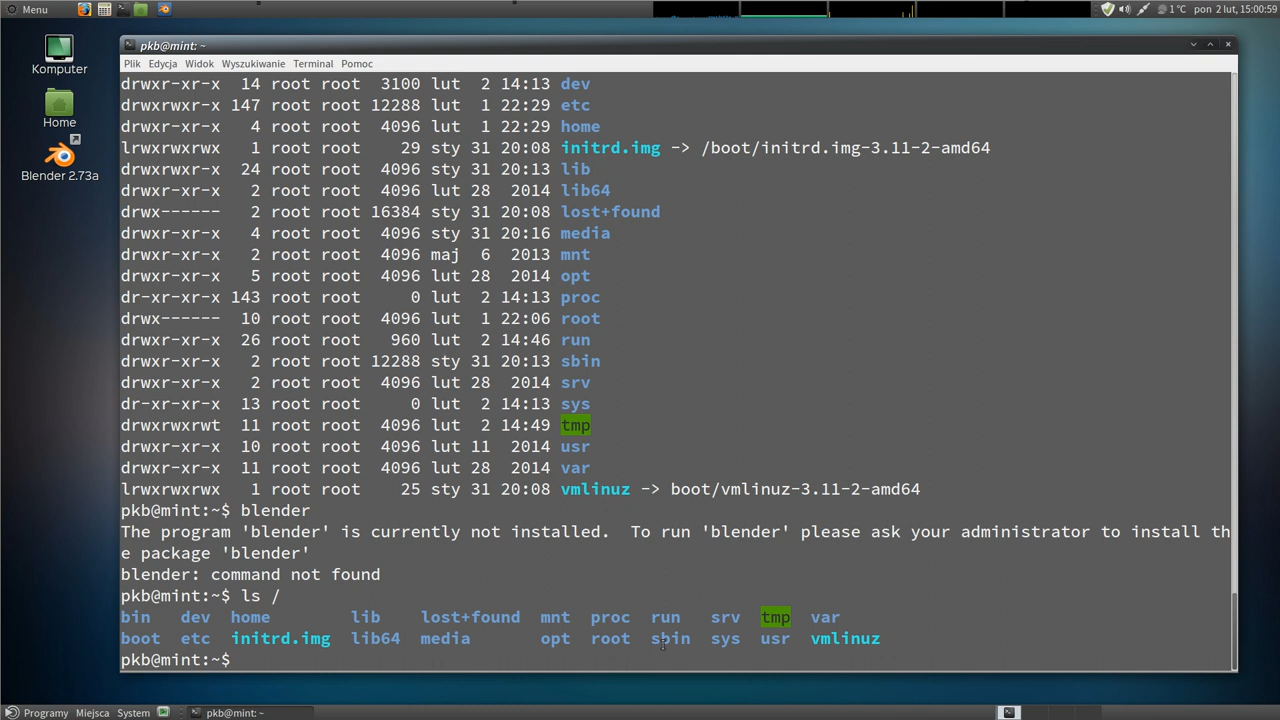 Menu
1 °C pon 2 lut, 15:00:59
Komputer
Home
Blender 2.73a
pkb@mint: ~
Plik Edycja Widok Wyszukiwanie Terminal Pomoc
drwxr-xr-x 14 root root 3100 lut 2 14:13 dev
drwxrwxr-x 147 root root 12288 lut 1 22:29 etc
drwxr-xr-x 4 root root 4096 lut 1 22:29 home
lrwxrwxrwx 1 root root 29 sty 31 20:08 initrd.img -> /boot/initrd.img-3.11-2-amd64
drwxrwxr-x 24 root root 4096 sty 31 20:13 lib
drwxr-xr-x 2 root root 4096 lut 28 2014 lib64
drwx------ 2 root root 16384 sty 31 20:08 lost+found
drwxr-xr-x 4 root root 4096 sty 31 20:16 media
drwxr-xr-x 2 root root 4096 maj 6 2013 mnt
drwxr-xr-x 5 root root 4096 lut 28 2014 opt
dr-xr-xr-x 143 root root 0 lut 2 14:13 proc
drwx------ 10 root root 4096 lut 1 22:06 root
drwxr-xr-x 26 root root 960 lut 2 14:46 run
drwxr-xr-x 2 root root 12288 sty 31 20:13 sbin
drwxr-xr-x 2 root root 4096 lut 28 2014 srv
dr-xr-xr-x 13 root root 0 lut 2 14:13 sys
drwxrwxrwt 11 root root 4096 lut 2 14:49 tmp
drwxr-xr-x 10 root root 4096 lut 11 2014 usr
drwxr-xr-x 11 root root 4096 lut 28 2014 var
lrwxrwxrwx 1 root root 25 sty 31 20:08 vmlinuz -> boot/vmlinuz-3.11-2-amd64
pkb@mint:~$ blender
The program 'blender' is currently not installed. To run 'blender' please ask your administrator to install th
e package 'blender'
blender: command not found
pkb@mint:~$ ls /
bin dev home lib lost+found mnt proc run srv tmp var
boot etc initrd.img lib64 media opt root sbin sys usr vmlinuz
pkb@mint:~$
Programy Miejsca System pkb@mint: ~